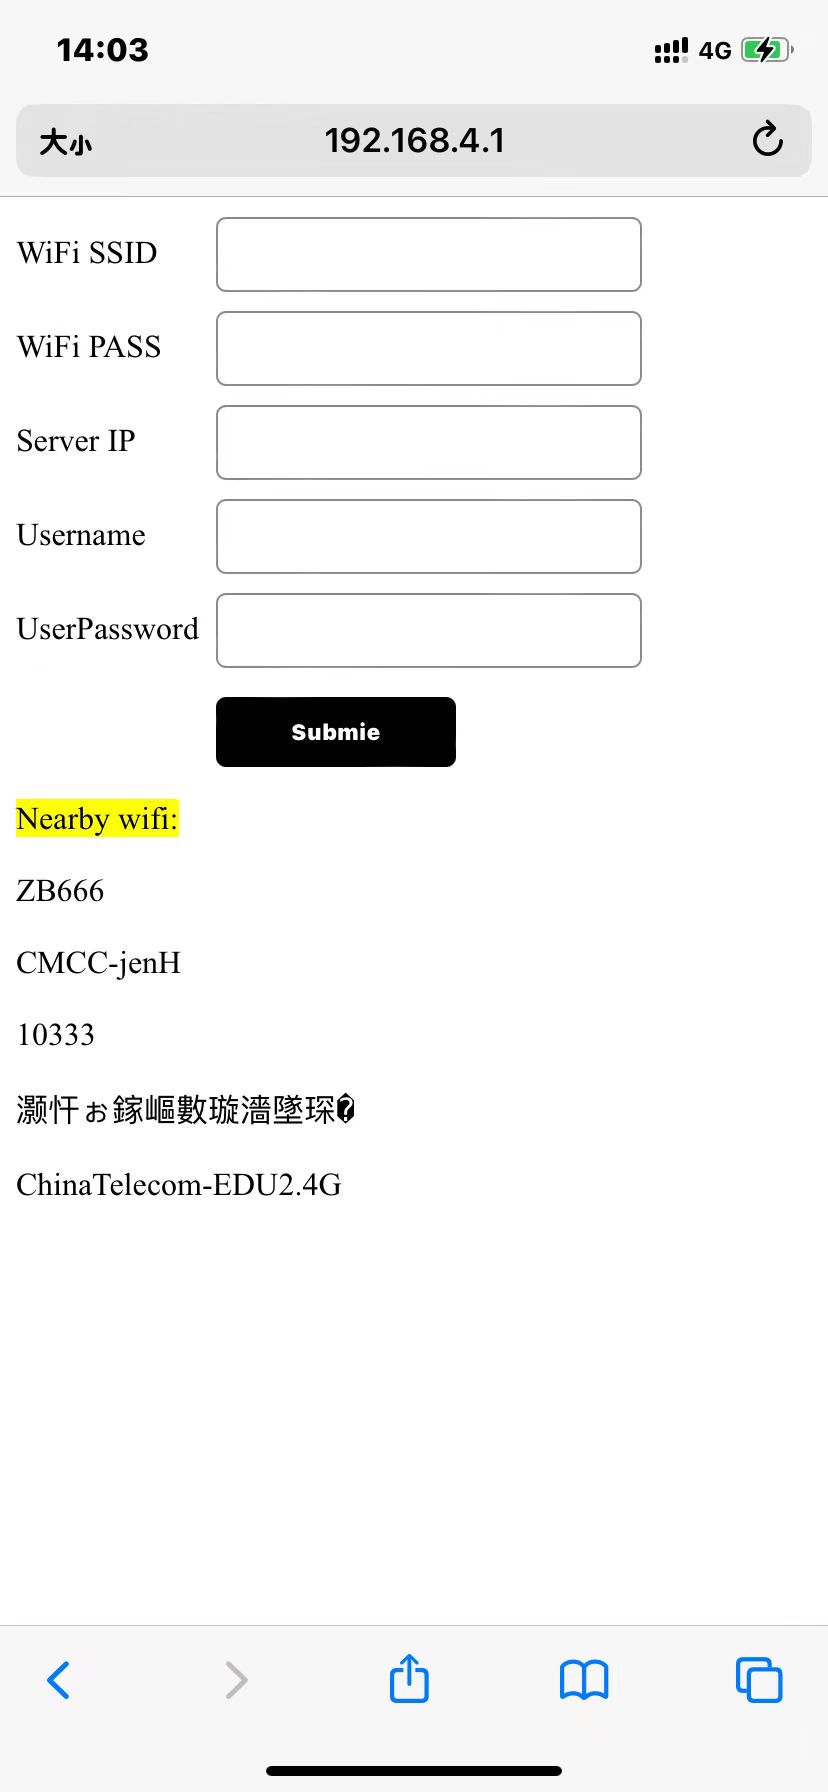 14:03
4G
大小 192.168.4.1
WiFi SSID
WiFi PASS
Server IP
Username
UserPassword
Submie
Nearby wifi:
ZB666
CMCC-jenH
10333
灏忓ぉ鎵嶇數璇濇墜琛�
ChinaTelecom-EDU2.4G